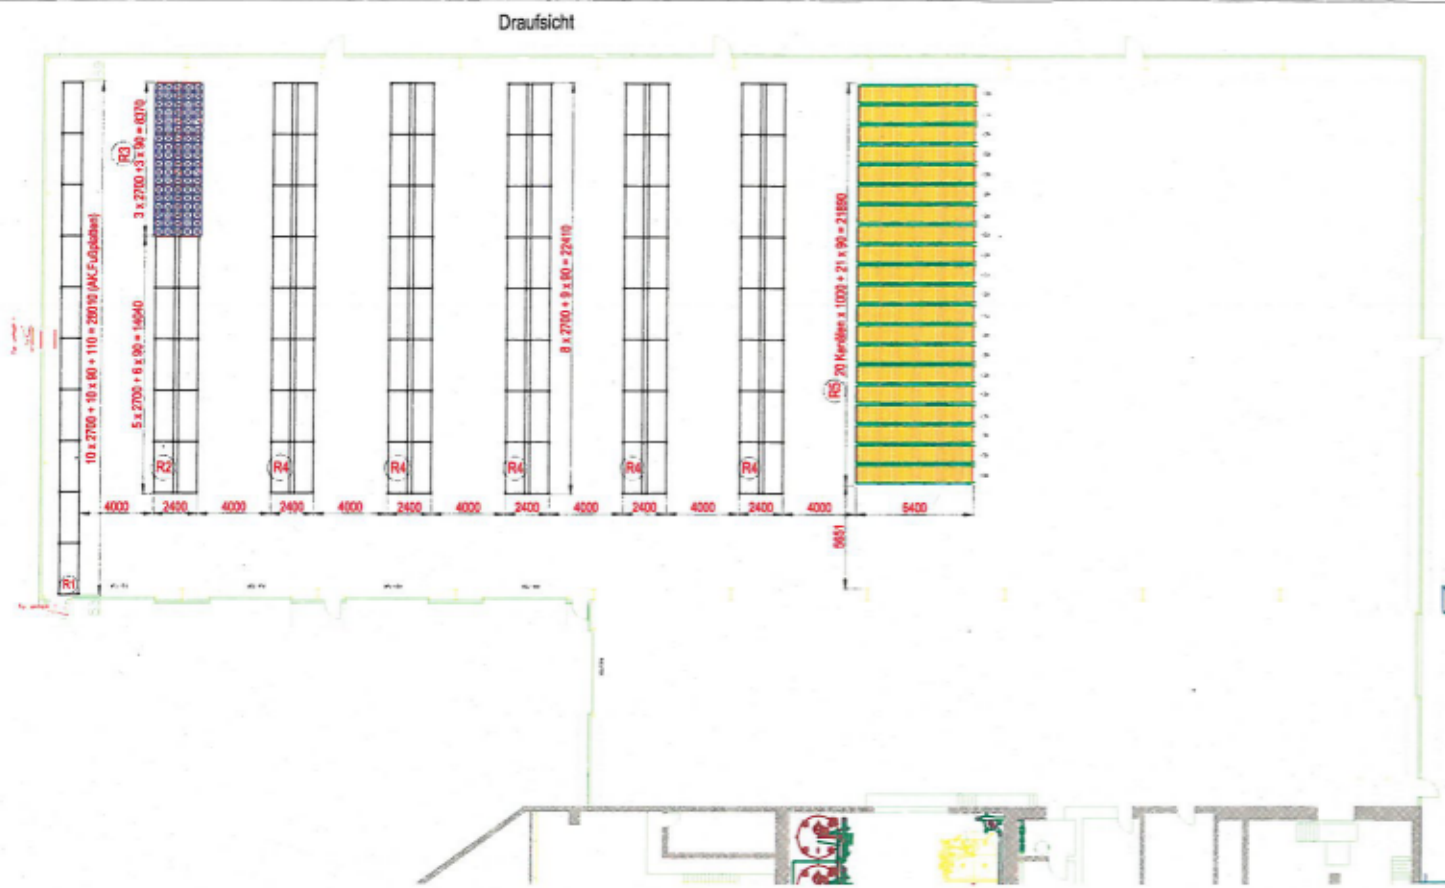 Draufsicht
10 x 2700 + 10 x 90 + 110 = 28010 (AK.Fußplatten)
R3
3 x 2700 +3 x 90 = 8370
5 x 2700 + 6 x 90 = 14040
8 x 2700 + 9 x 90 = 22410
R5
20 Kanälen x 1000 + 21 x 90 = 21890
R2
R4
R4
R4
R4
R4
4000
2400
4000
2400
4000
2400
4000
2400
4000
2400
4000
2400
4000
5400
5651
R1